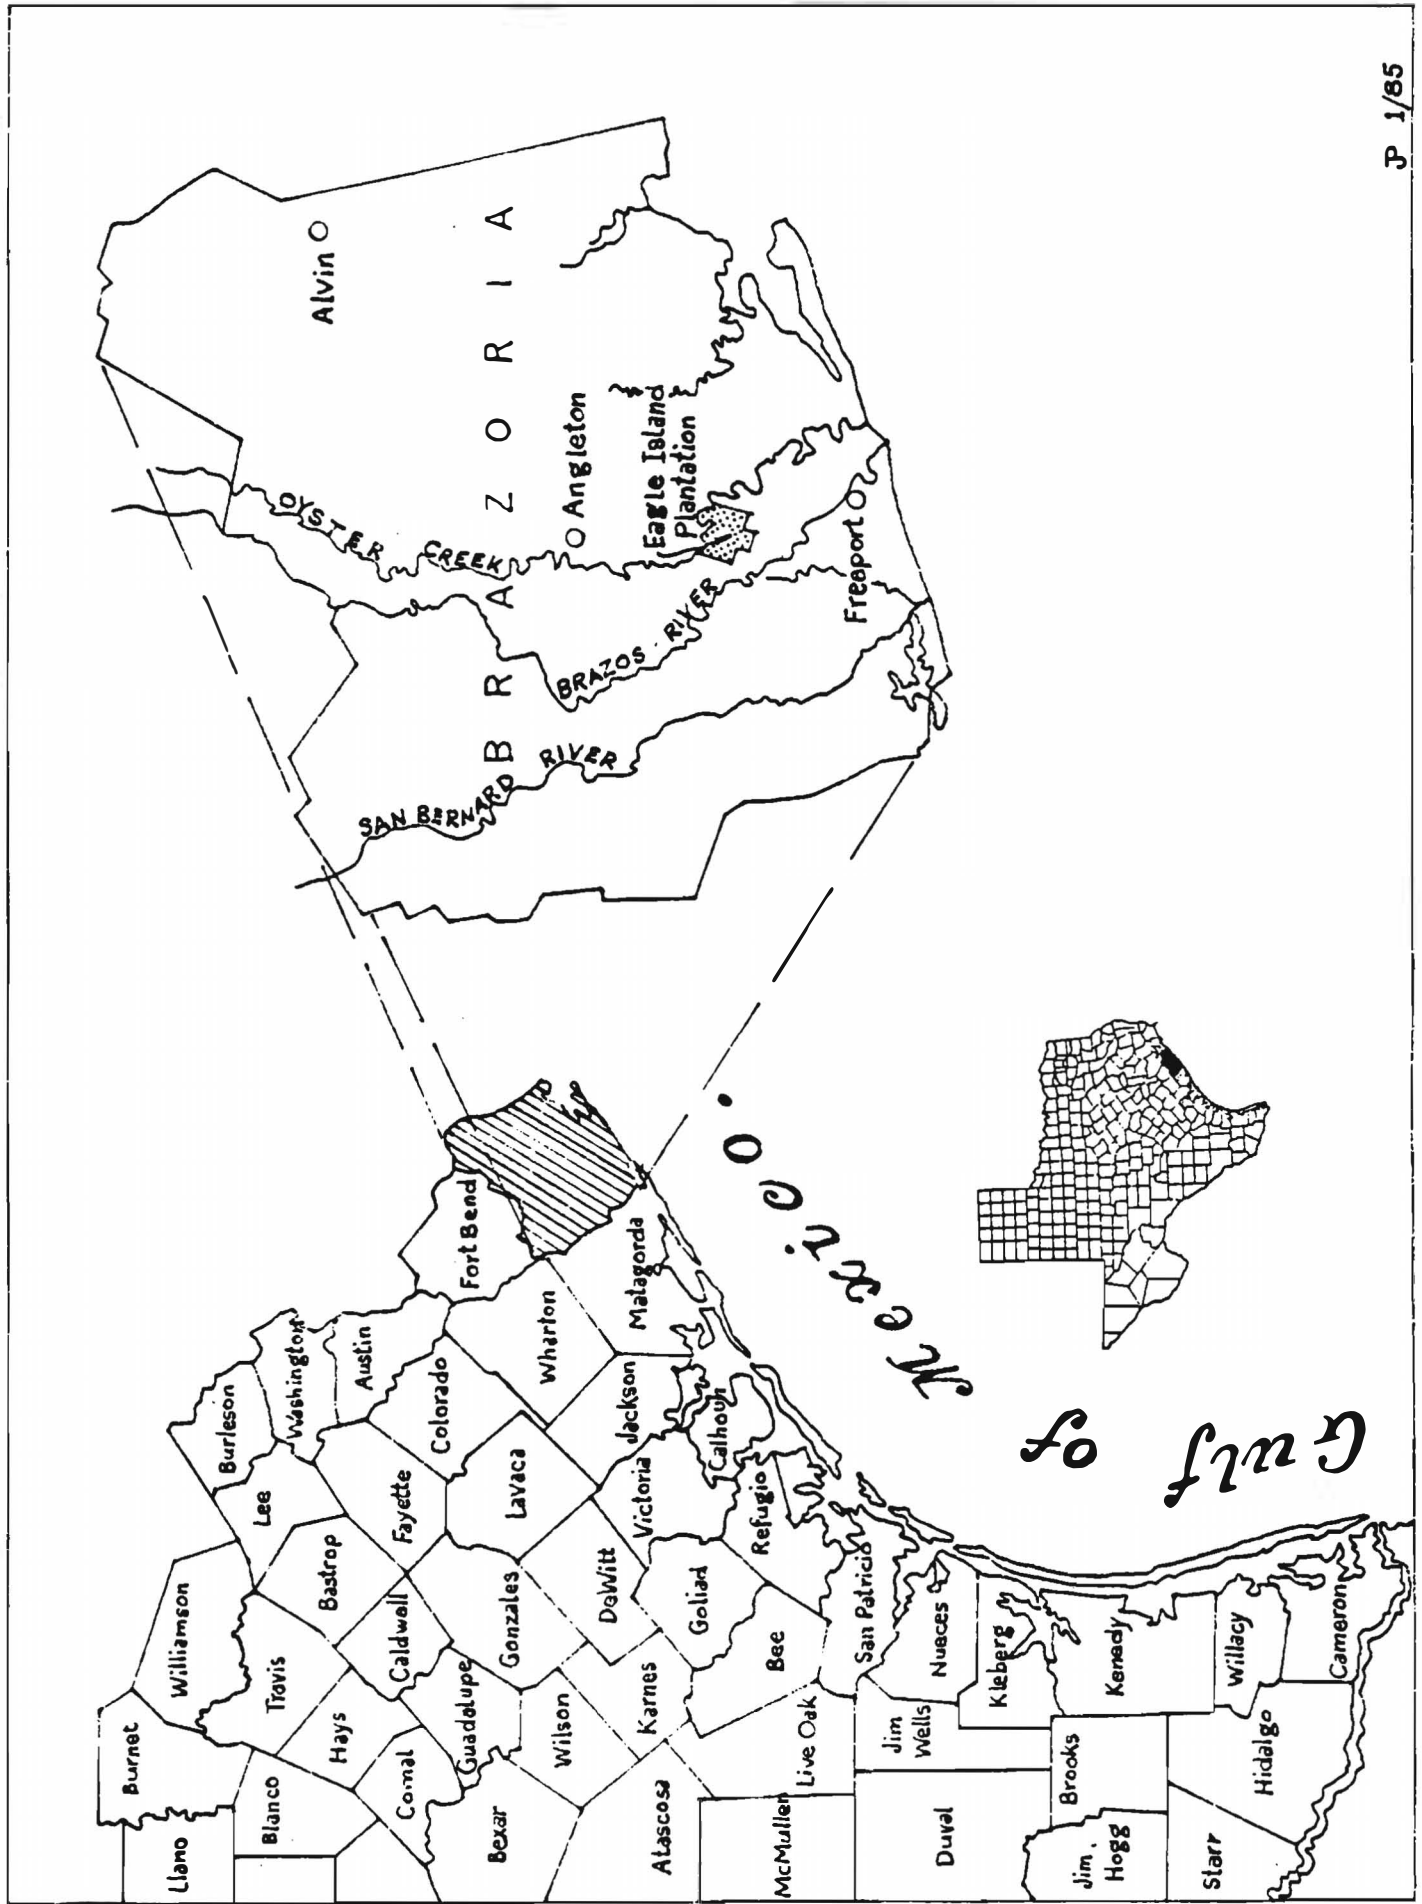 Burnet
Llano
Williamson
Blanco
Travis
Hays
Comal
Bexar
Lee
Burleson
Washington
Austin
Bastrop
Fayette
Colorado
Fort Bend
Caldwell
Guadalupe
Gonzales
Lavaca
Wharton
Matagorda
Wilson
DeWitt
Jackson
Victoria
Calhoun
Atascosa
Karnes
Goliad
Refugio
Bee
McMullen
Live Oak
San Patricio
Nueces
Jim
Wells
Duval
Kleberg
Jim
Hogg
Brooks
Kenedy
Starr
Hidalgo
Willacy
Cameron
Gulf
of
Mexico.
Alvin
BRAZORIA
OYSTER CREEK
Angleton
Eagle Island
Plantation
BRAZOS RIVER
SAN BERNARD RIVER
Freeport
JP 1/85